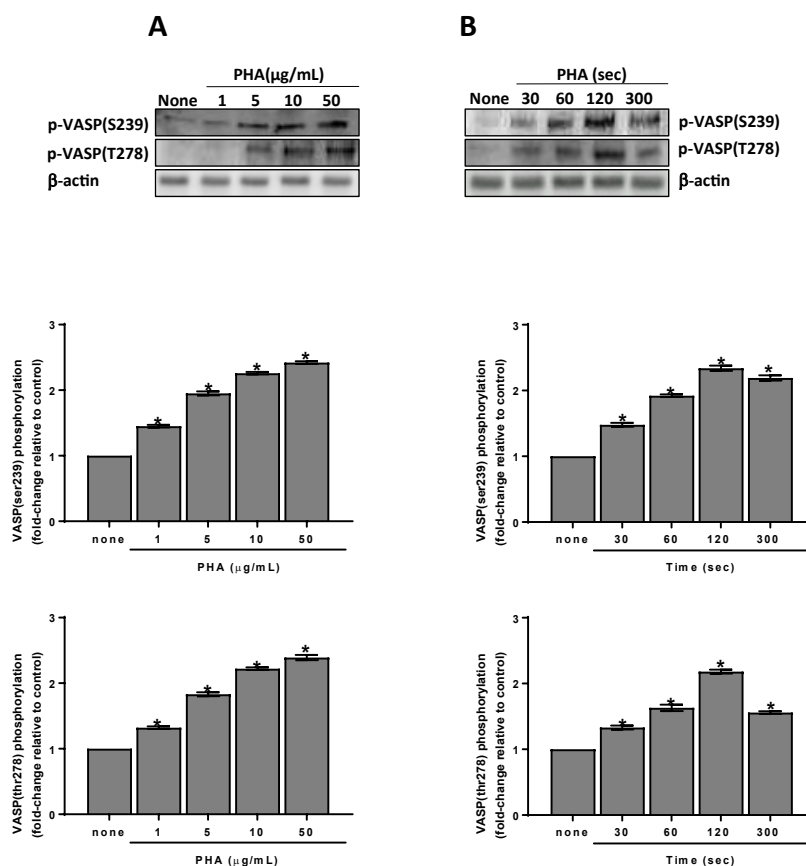 A
PHA(μg/mL)
None 1 5 10 50
p-VASP(S239)
p-VASP(T278)
β-actin
B
PHA (sec)
None 30 60 120 300
p-VASP(S239)
p-VASP(T278)
β-actin
VASP(ser239) phosphorylation
(fold-change relative to control)
3
2
1
0
* * * *
none 1 5 10 50
PHA (μg/mL)
VASP(ser239) phosphorylation
(fold-change relative to control)
3
2
1
0
* * * *
none 30 60 120 300
Time (sec)
VASP(thr278) phosphorylation
(fold-change relative to control)
3
2
1
0
* * * *
none 1 5 10 50
PHA (μg/mL)
VASP(thr278) phosphorylation
(fold-change relative to control)
3
2
1
0
* * * *
none 30 60 120 300
Time (sec)